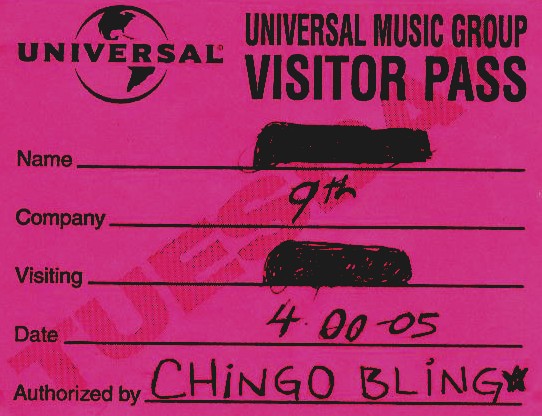 UNIVERSAL
UNIVERSAL MUSIC GROUP
VISITOR PASS
TUESDAY
Name
Company 9th
Visiting
Date 4.00-05
Authorized by CHiNGO BLiNG